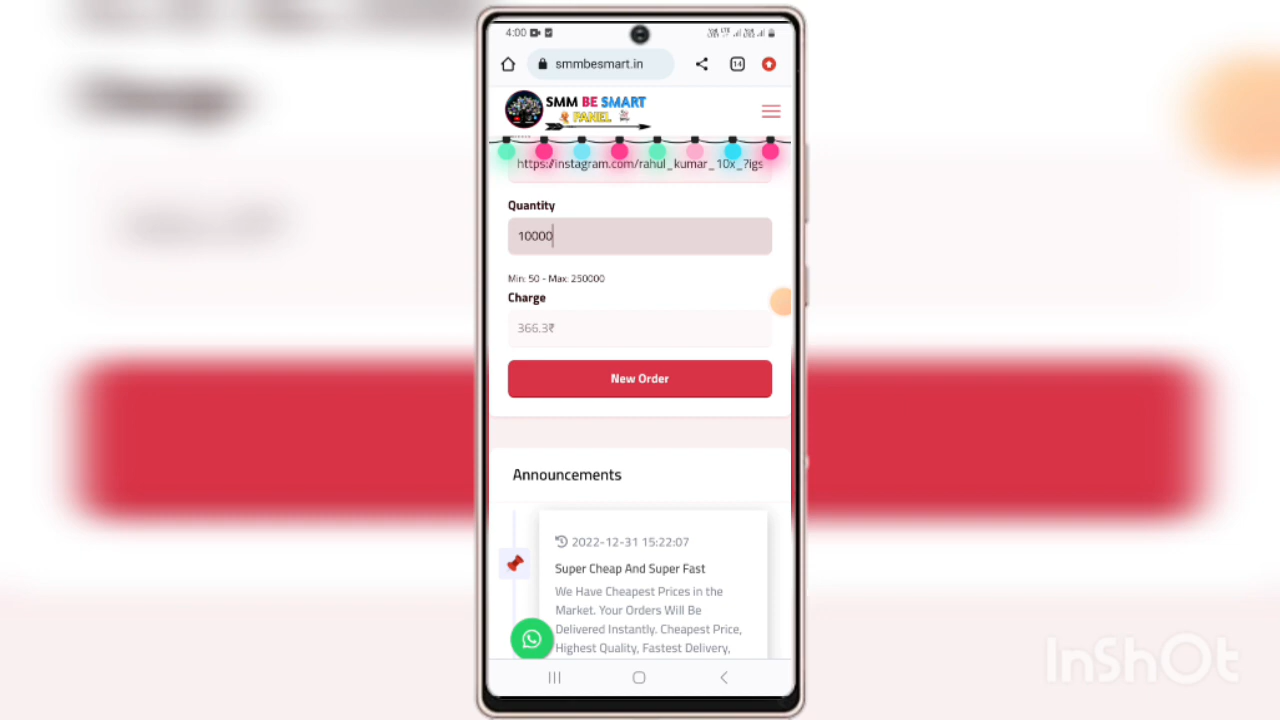 4:00
smmbesmart.in
14
SMM BE SMART
PANEL
https://instagram.com/rahul_kumar_10x_?igs
Quantity
10000
Min: 50 - Max: 250000
Charge
366.3₹
New Order
Announcements
2022-12-31 15:22:07
Super Cheap And Super Fast
We Have Cheapest Prices in the
Market. Your Orders Will Be
Delivered Instantly. Cheapest Price,
Highest Quality, Fastest Delivery,
InShOt